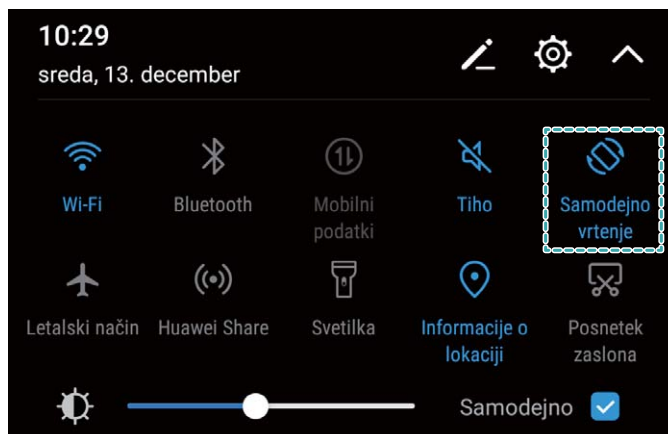 10:29
sreda, 13. december
Wi-Fi
Bluetooth
Mobilni
podatki
Tiho
Samodejno
vrtenje
Letalski način
Huawei Share
Svetilka
Informacije o
lokaciji
Posnetek
zaslona
Samodejno